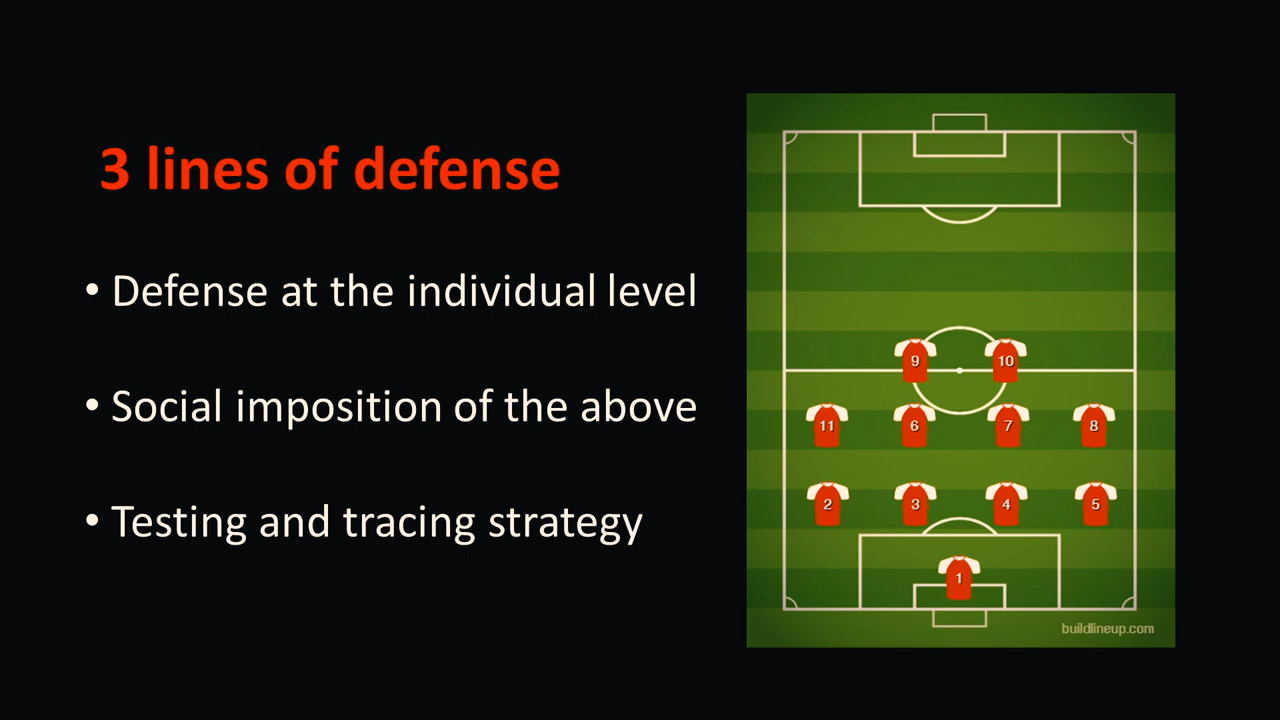 3 lines of defense
• Defense at the individual level
• Social imposition of the above
• Testing and tracing strategy
9 10
11 6 7 8
2 3 4 5
1
buildlineup.com